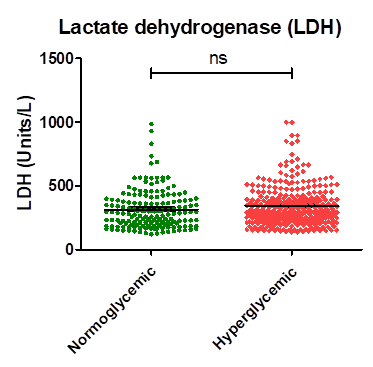 Lactate dehydrogenase (LDH)
ns
LDH (Units/L)
1500
1000
500
0
Normoglycemic
Hyperglycemic